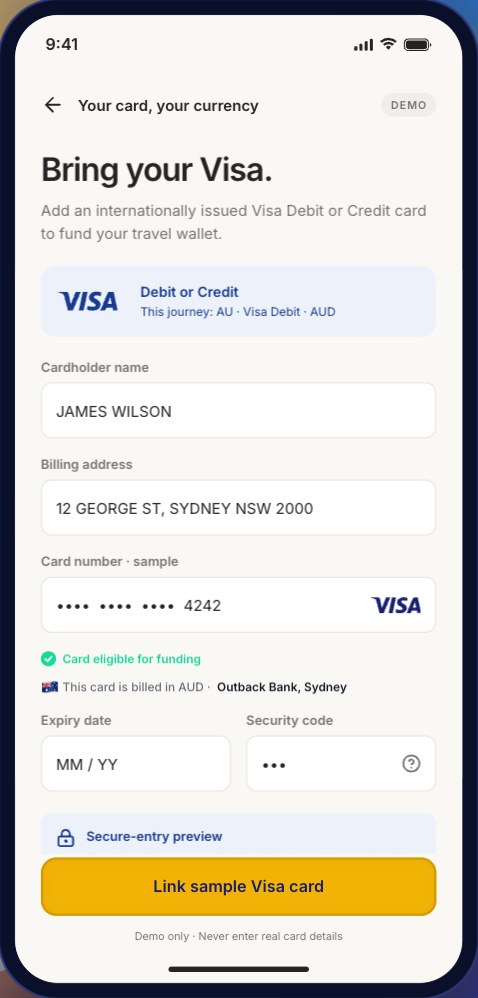 9:41
Your card, your currency
DEMO
Bring your Visa.
Add an internationally issued Visa Debit or Credit card
to fund your travel wallet.
VISA
Debit or Credit
This journey: AU · Visa Debit · AUD
Cardholder name
JAMES WILSON
Billing address
12 GEORGE ST, SYDNEY NSW 2000
Card number · sample
•••• •••• •••• 4242
VISA
Card eligible for funding
This card is billed in AUD · Outback Bank, Sydney
Expiry date
Security code
MM / YY
•••
Secure-entry preview
Link sample Visa card
Demo only · Never enter real card details